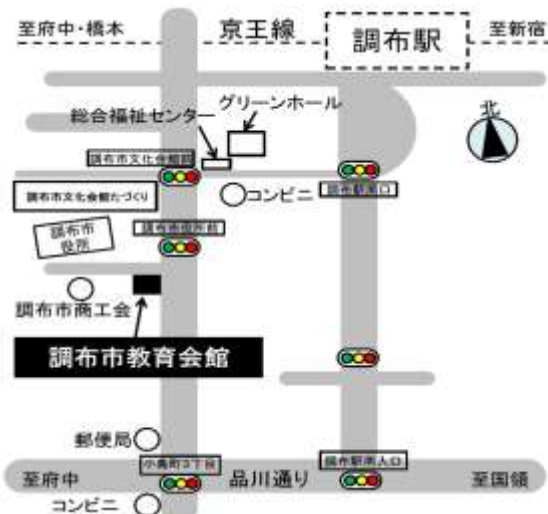 至府中・橋本
京王線
調布駅
至新宿
グリーンホール
総合福祉センター
北
調布市文化会館前
調布市文化会館たづくり
コンビニ
調布駅南口
調布市
役所
調布市役所前
調布市商工会
調布市教育会館
郵便局
小島町3丁目
調布駅南入口
至府中
品川通り
至国領
コンビニ